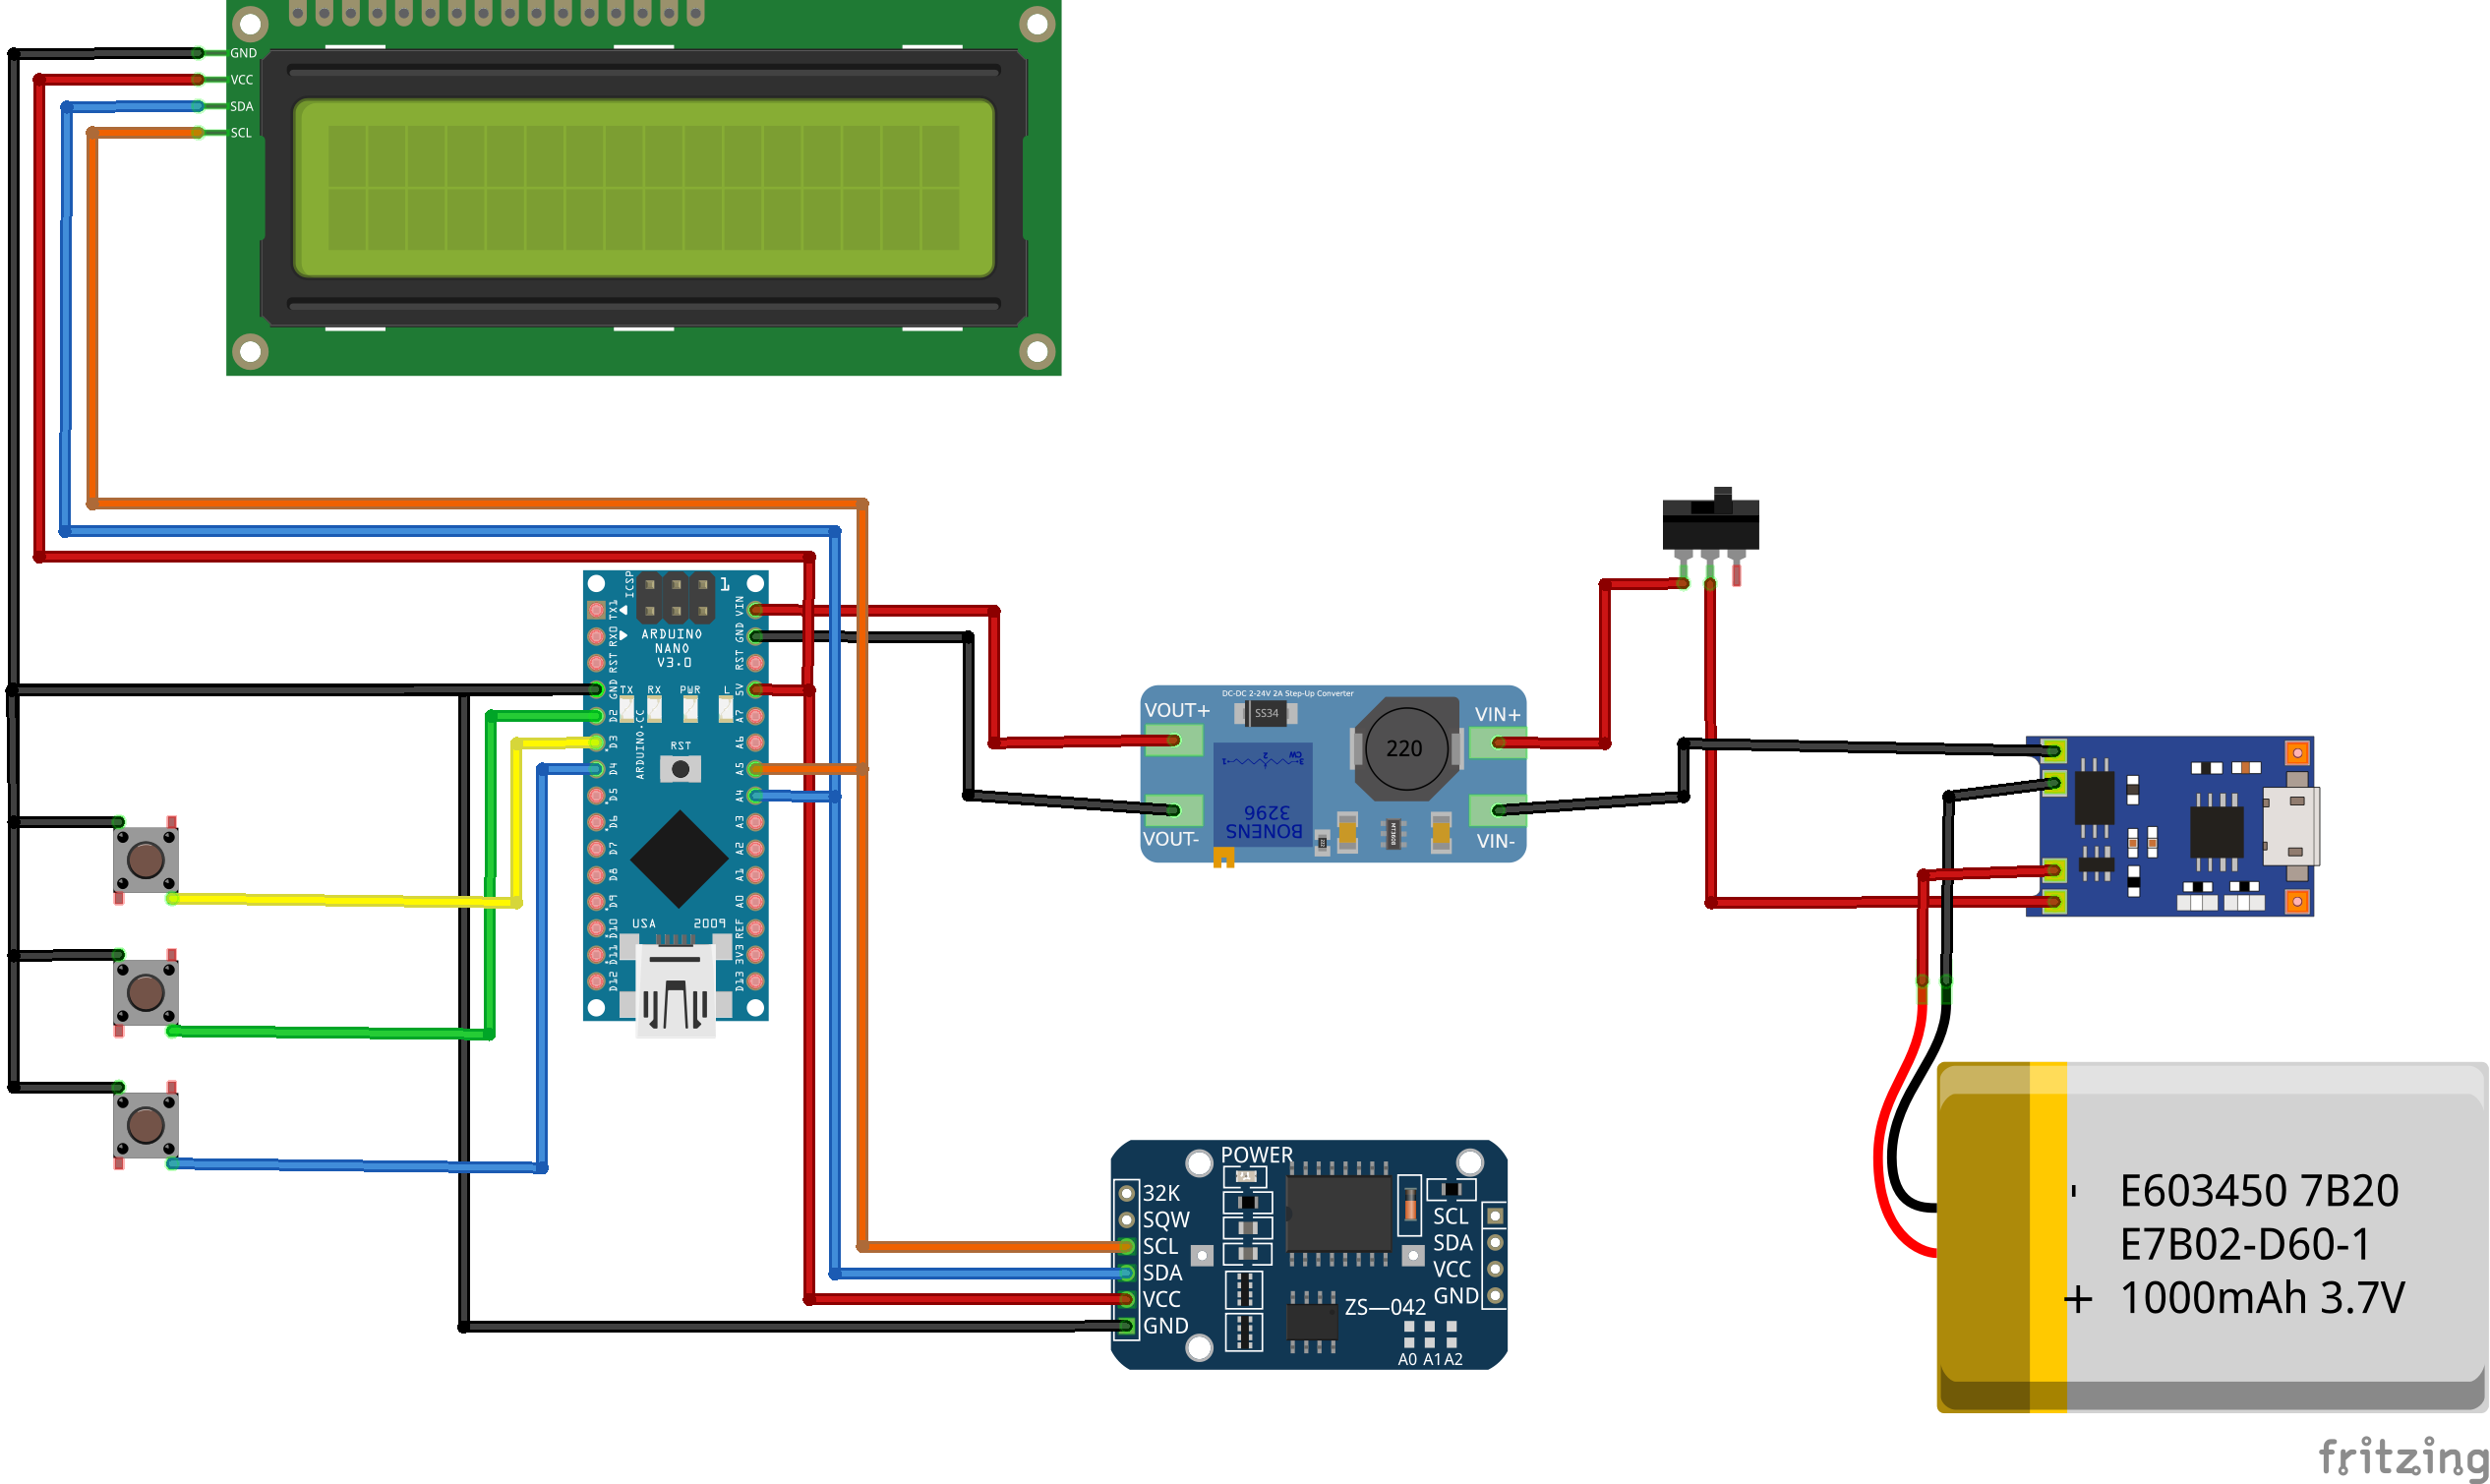 GND
VCC
SDA
SCL
ICSP
1
TX1
RX0
RST
GND
D2
D3
D4
D5
D6
D7
D8
D9
D10
D11
D12
VIN
GND
RST
5V
A7
A6
A5
A4
A3
A2
A1
A0
REF
3V3
D13
ARDUINO
NANO
V3.0
TX RX PWR L
RST
ARDUINO.CC
USA 2009
DC-DC 2-24V 2A Step-Up Converter
VOUT+
SS34
220
VIN+
3 2 1
CW
3296
BONENS
VOUT-
VIN-
POWER
32K
SQW
SCL
SDA
VCC
GND
SCL
SDA
VCC
GND
ZS—042
A0 A1 A2
- E603450 7B20
E7B02-D60-1
+ 1000mAh 3.7V
fritzing